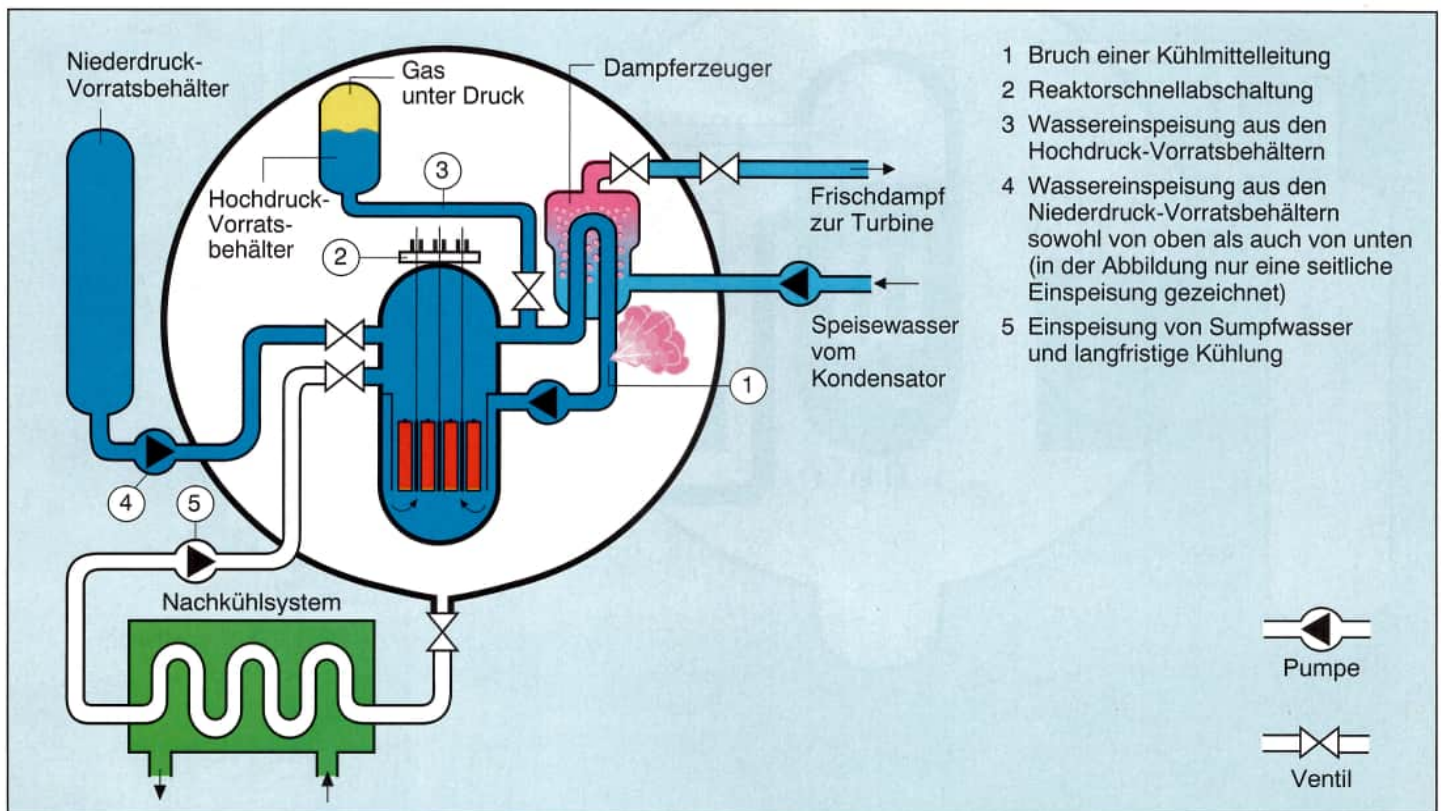 Niederdruck-
Vorratsbehälter
Gas
unter Druck
Dampferzeuger
Hochdruck-
Vorrats-
behälter
3
2
Frischdampf
zur Turbine
Speisewasser
vom
Kondensator
1
4
5
Nachkühlsystem
1 Bruch einer Kühlmittelleitung
2 Reaktorschnellabschaltung
3 Wassereinspeisung aus den
Hochdruck-Vorratsbehältern
4 Wassereinspeisung aus den
Niederdruck-Vorratsbehältern
sowohl von oben als auch von unten
(in der Abbildung nur eine seitliche
Einspeisung gezeichnet)
5 Einspeisung von Sumpfwasser
und langfristige Kühlung
Pumpe
Ventil